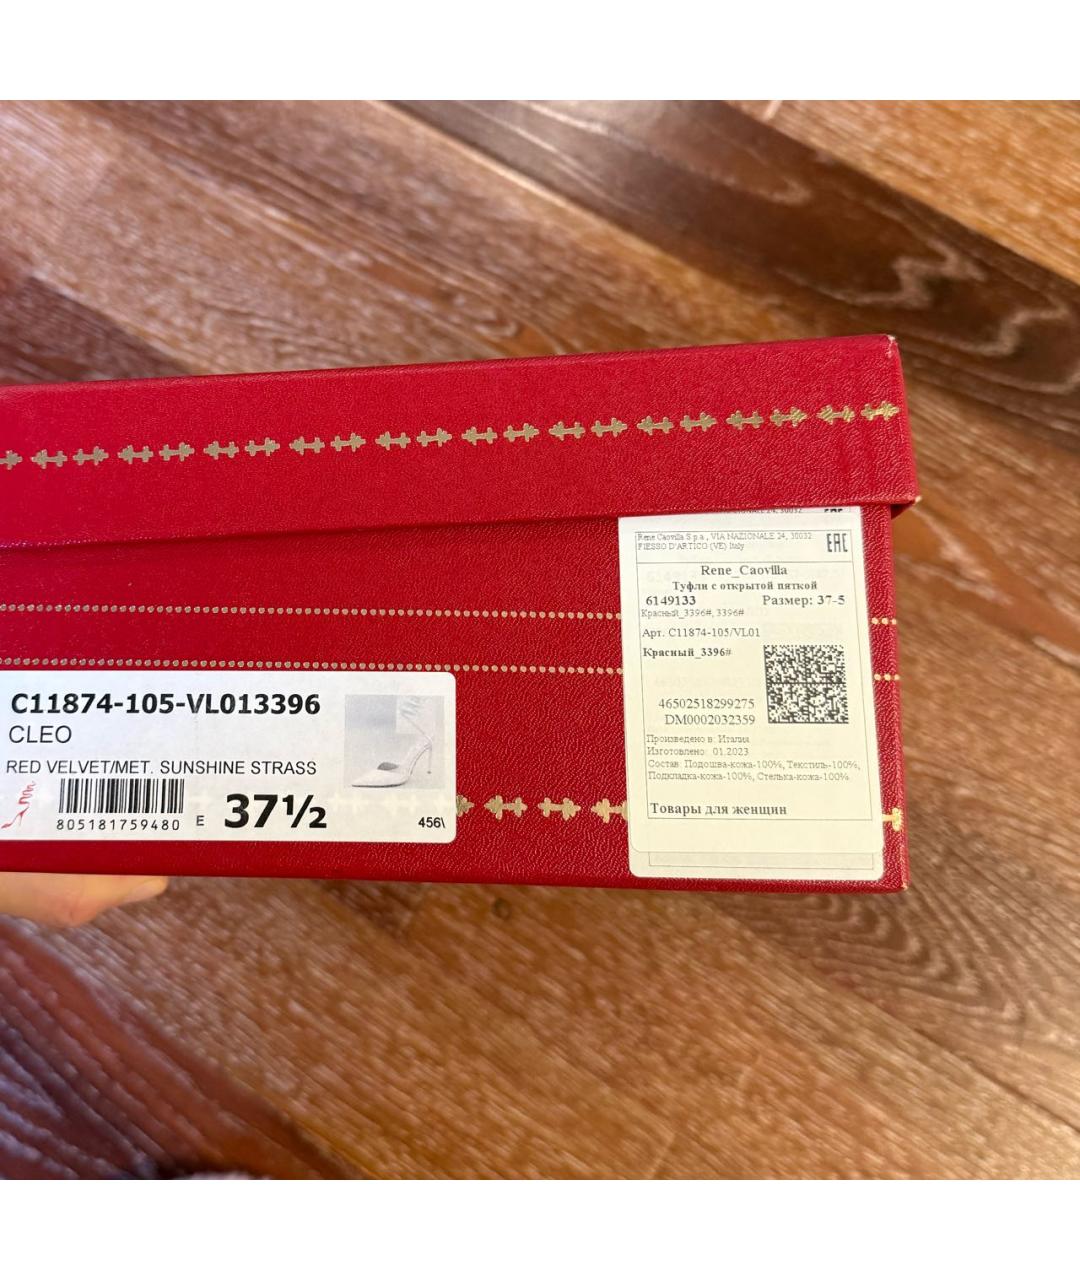 C11874-105-VL013396
CLEO
RED VELVET/MET. SUNSHINE STRASS
805181759480
E
37½
456\
Rene Caovilla S.p.a., VIA NAZIONALE 24, 30032
FIESSO D'ARTICO (VE) Italy
EAC
Rene_Caovilla
Туфли с открытой пяткой
6149133 Размер: 37-5
Красный_3396#, 3396#
Арт. C11874-105/VL01
Красный_3396#
46502518299275
DM0002032359
Произведено в: Италия
Изготовлено: 01.2023
Состав: Подошва-кожа-100%, Текстиль-100%,
Подкладка-кожа-100%, Стелька-кожа-100%
Товары для женщин